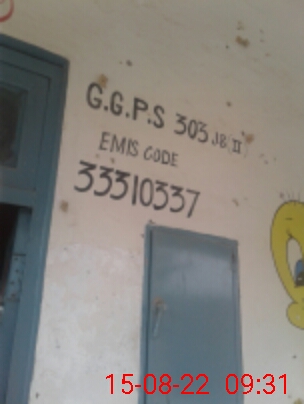 G.G.P.S 303 JB (II)
EMIS CODE
33310337
15-08-22 09:31